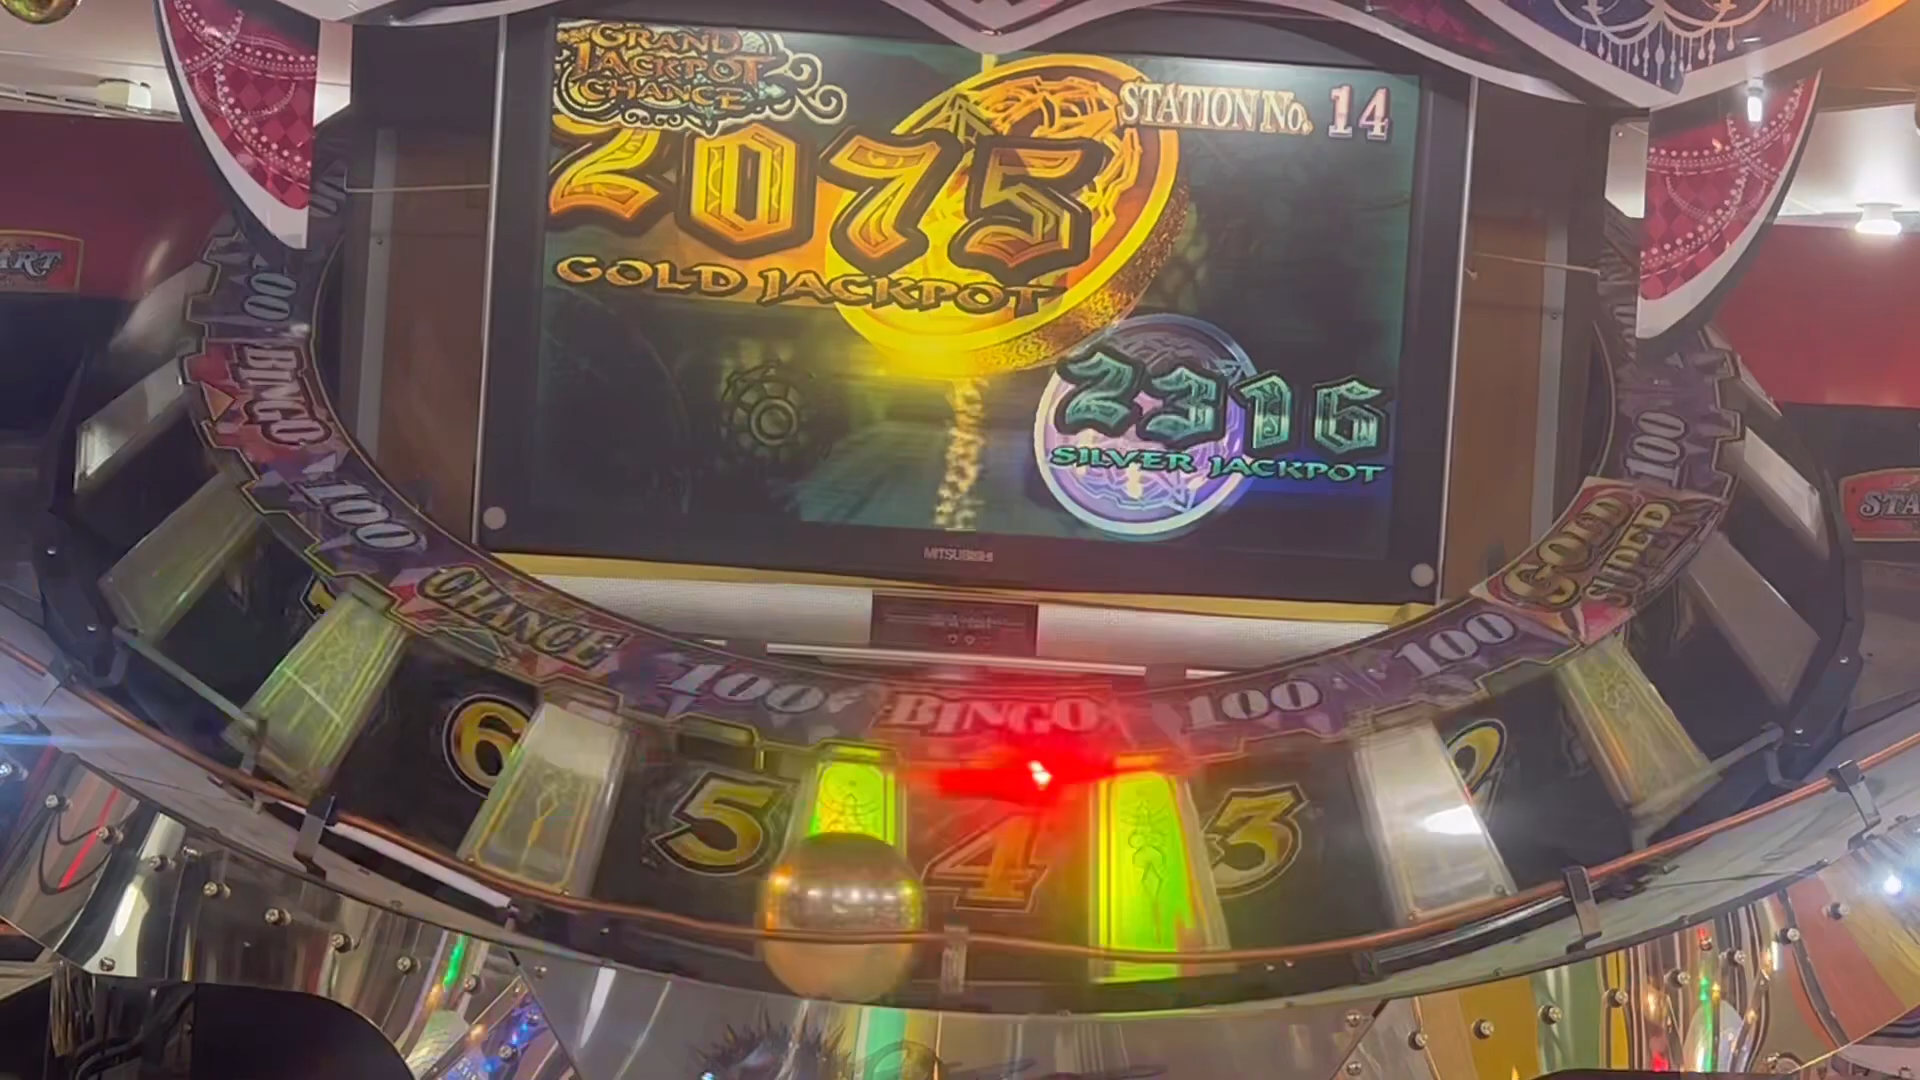 GRAND
JACKPOT
CHANCE
STATION No. 14
2075
GOLD JACKPOT
2316
SILVER JACKPOT
MITSUBISHI
BINGO
100
CHANCE
100
BINGO
100
100
GOLD
SUPER
100
6
5
4
3
2